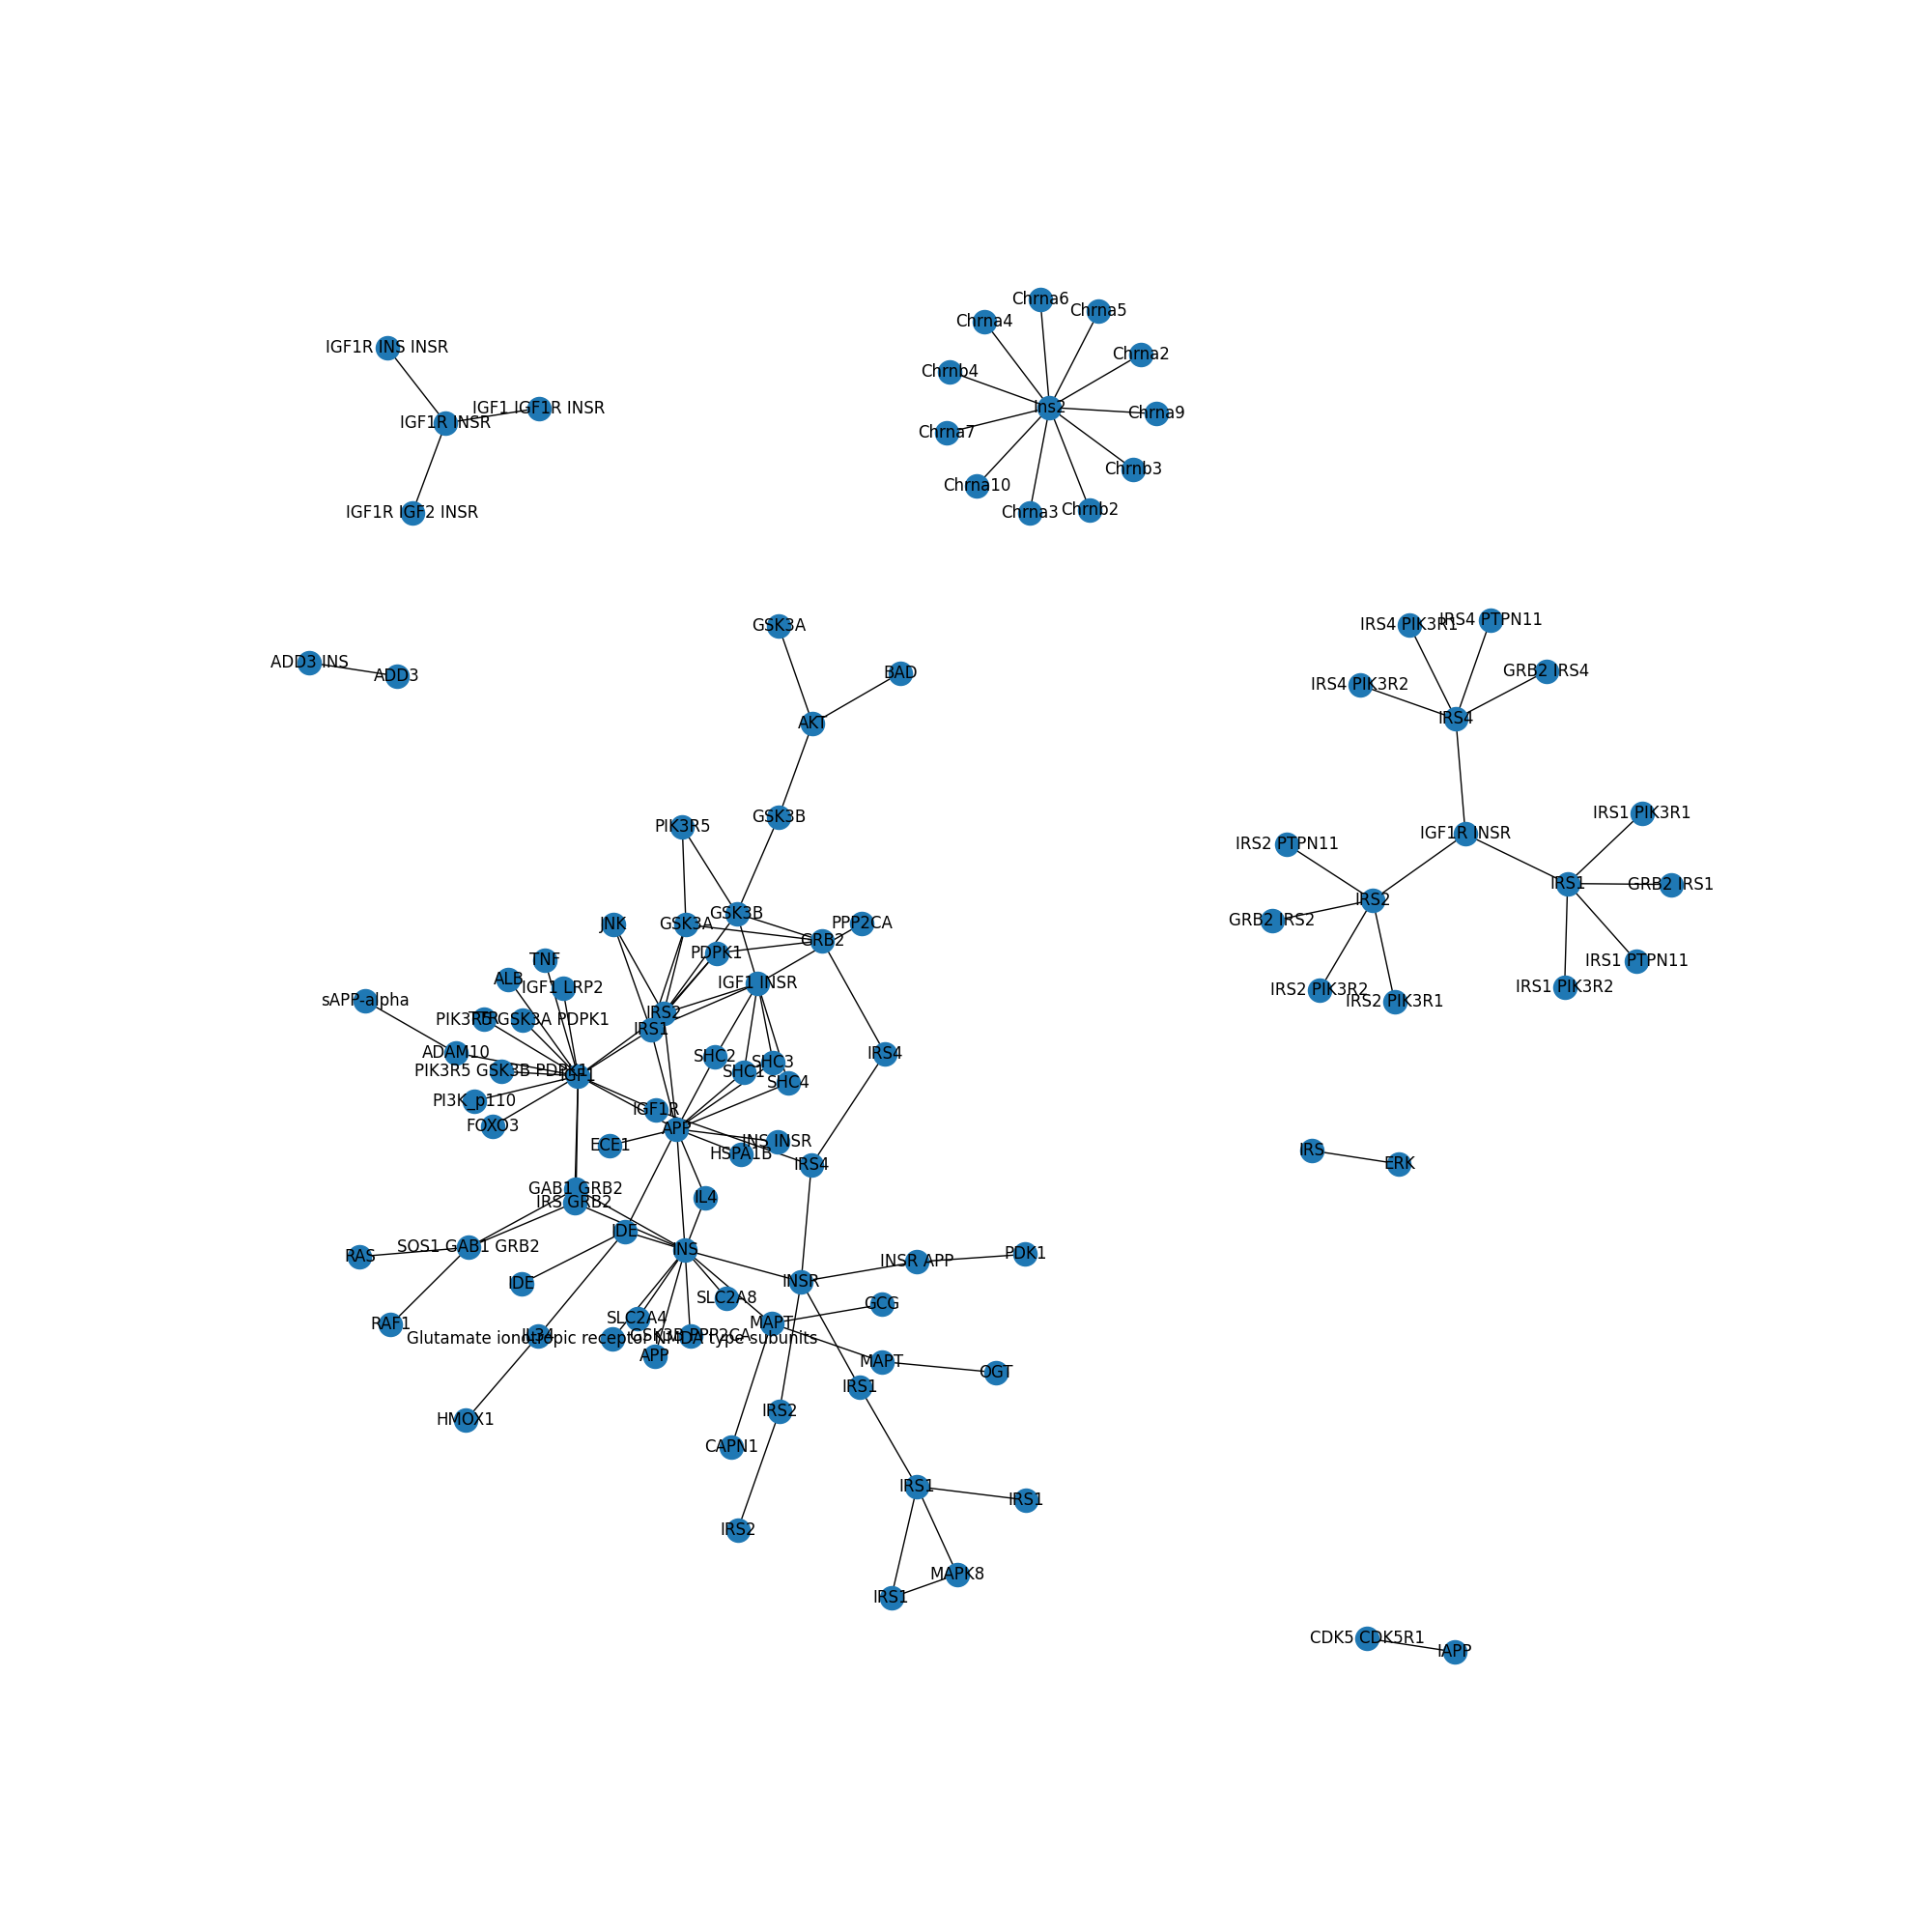 Chrna6
Chrna5
Chrna4
IGF1R INS INSR
Chrna2
Chrnb4
IGF1 IGF1R INSR
Ins2
Chrna9
IGF1R INSR
Chrna7
Chrnb3
Chrna10
Chrnb2
IGF1R IGF2 INSR
Chrna3
IRS4 PTPN11
IRS4 PIK3R1
GSK3A
ADD3 INS
GRB2 IRS4
BAD
ADD3
IRS4 PIK3R2
IRS4
AKT
IRS1 PIK3R1
GSK3B
PIK3R5
IGF1R INSR
IRS2 PTPN11
IRS1
GRB2 IRS1
IRS2
GSK3B
GRB2 IRS2
PPP2CA
JNK
GSK3A
GRB2
PDPK1
TNF
IRS1 PTPN11
ALB
IGF1 INSR
IGF1 LRP2
IRS1 PIK3R2
IRS2 PIK3R2
sAPP-alpha
IRS2 PIK3R1
IRS2
TTR
PIK3R5 GSK3A PDPK1
IRS1
ADAM10
IRS4
SHC2
SHC3
PIK3R5 GSK3B PDPK1
SHC1
IGF1
SHC4
PI3K_p110
IGF1R
FOXO3
APP
INS INSR
ECE1
IRS
HSPA1B
IRS4
ERK
GAB1 GRB2
IL4
IRS GRB2
IDE
SOS1 GAB1 GRB2
INS
PDK1
RAS
INSR APP
INSR
IDE
SLC2A8
GCG
SLC2A4
RAF1
MAPT
IL34
GSK3B PPP2CA
Glutamate ionotropic receptor NMDA type subunits
APP
MAPT
OGT
IRS1
IRS2
HMOX1
CAPN1
IRS1
IRS1
IRS2
MAPK8
IRS1
CDK5 CDK5R1
IAPP